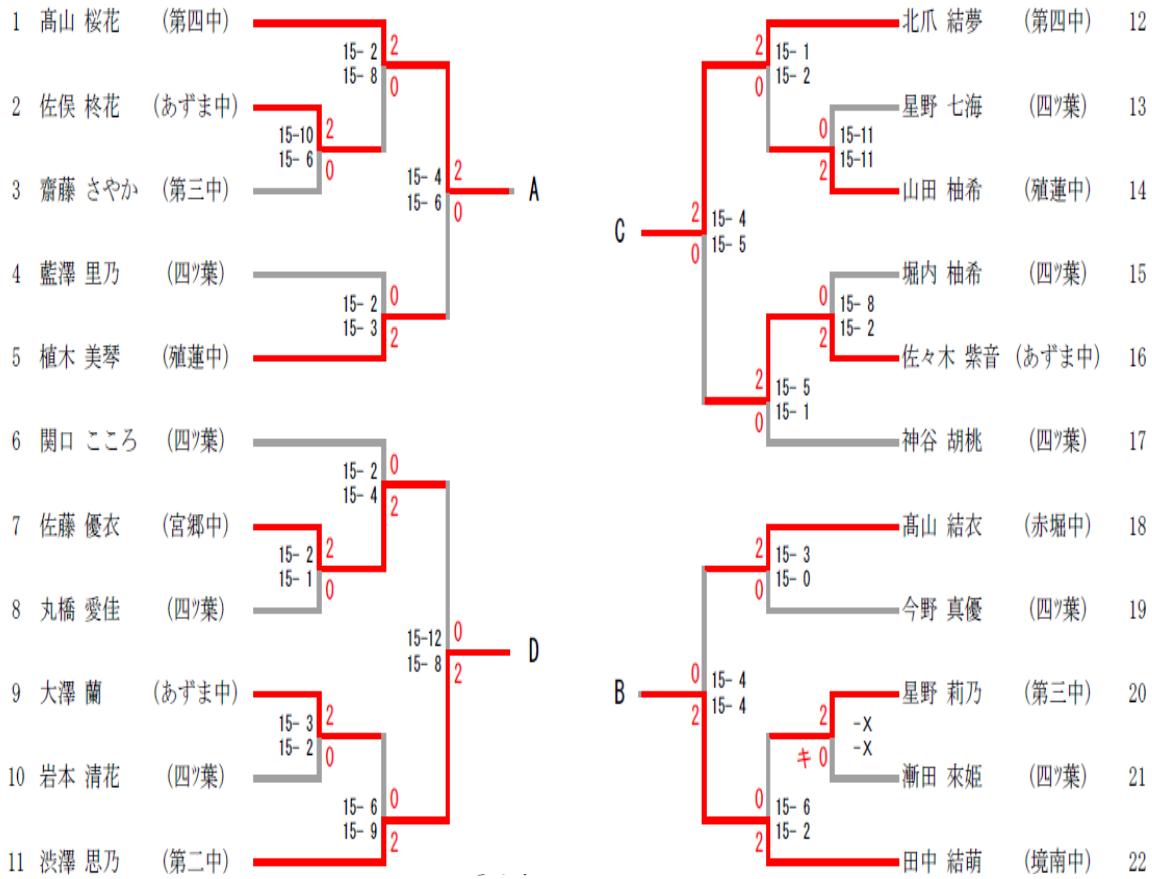 1 髙山 桜花 (第四中)
15- 2 2
15- 8 0
2 佐俣 柊花 (あずま中)
15-10 2
15- 6 0
3 齋藤 さやか (第三中)
15- 4 2
15- 6 0
A
4 藍澤 里乃 (四ツ葉)
15- 2 0
15- 3 2
5 植木 美琴 (殖蓮中)
6 関口 こころ (四ツ葉)
15- 2 0
15- 4 2
7 佐藤 優衣 (宮郷中)
15- 2 2
15- 1 0
8 丸橋 愛佳 (四ツ葉)
15-12 0
15- 8 2
D
9 大澤 蘭 (あずま中)
15- 3 2
15- 2 0
10 岩本 清花 (四ツ葉)
15- 6 0
15- 9 2
11 渋澤 思乃 (第二中)
北爪 結夢 (第四中) 12
2 15- 1
0 15- 2
星野 七海 (四ツ葉) 13
0 15-11
2 15-11
山田 柚希 (殖蓮中) 14
C
2 15- 4
0 15- 5
堀内 柚希 (四ツ葉) 15
0 15- 8
2 15- 2
佐々木 紫音 (あずま中) 16
2 15- 5
0 15- 1
神谷 胡桃 (四ツ葉) 17
髙山 結衣 (赤堀中) 18
2 15- 3
0 15- 0
今野 真優 (四ツ葉) 19
B
0 15- 4
2 15- 4
星野 莉乃 (第三中) 20
2 -X
キ 0 -X
漸田 來姫 (四ツ葉) 21
0 15- 6
2 15- 2
田中 結萌 (境南中) 22